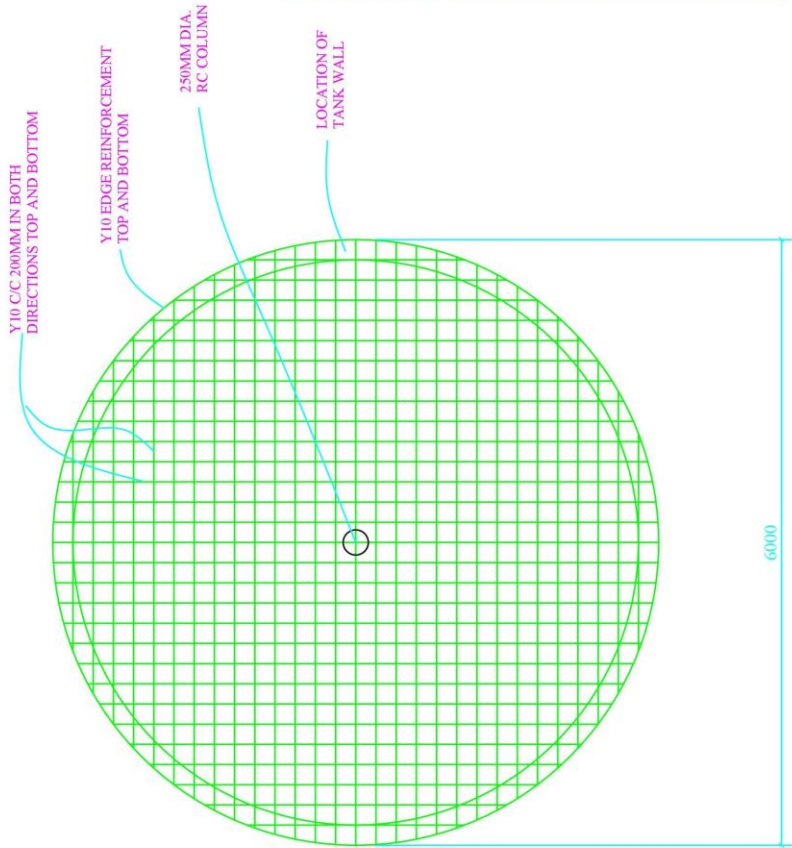 Y10 C/C 200MM IN BOTH
DIRECTIONS TOP AND BOTTOM
Y10 EDGE REINFORCEMENT
TOP AND BOTTOM
250MM DIA.
RC COLUMN
LOCATION OF
TANK WALL
6000